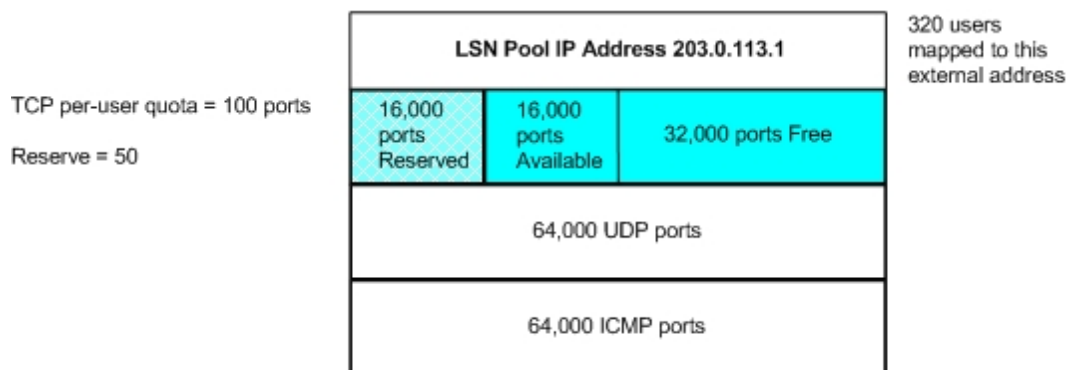 LSN Pool IP Address 203.0.113.1
320 users
mapped to this
external address
TCP per-user quota = 100 ports
Reserve = 50
16,000
ports
Reserved
16,000
ports
Available
32,000 ports Free
64,000 UDP ports
64,000 ICMP ports